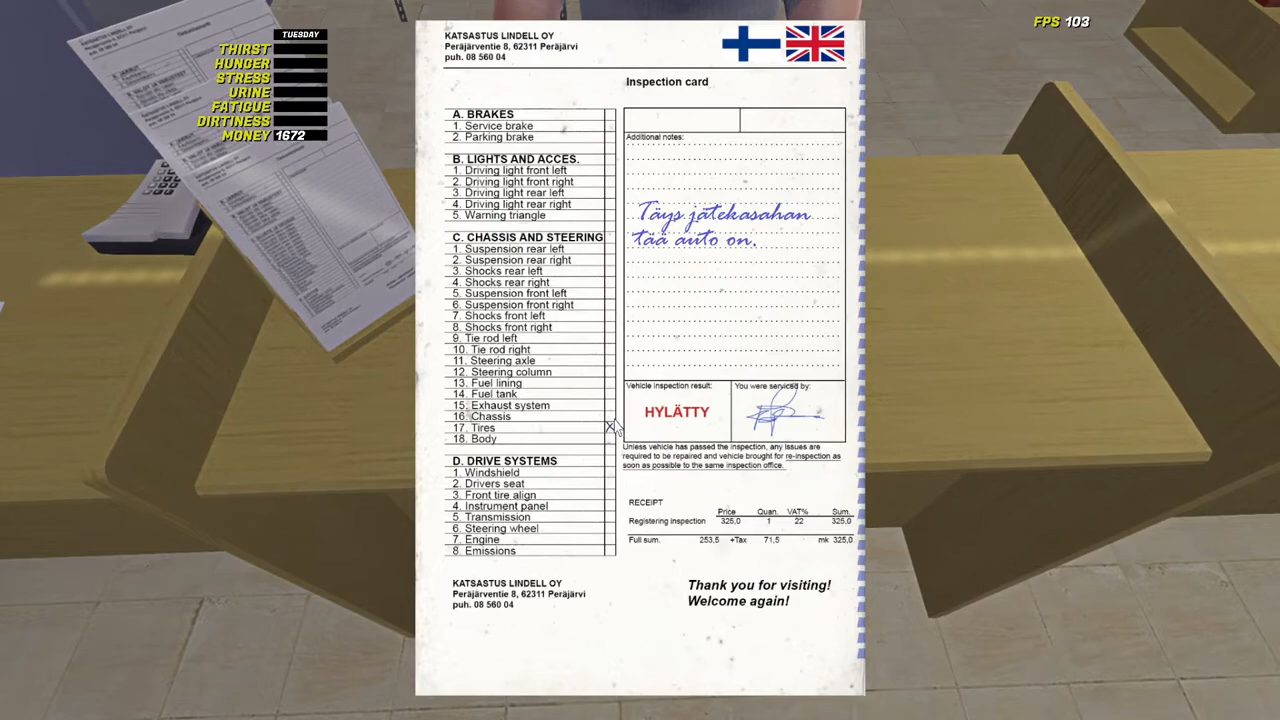 TUESDAY
THIRST
HUNGER
STRESS
URINE
FATIGUE
DIRTINESS
MONEY 1672
FPS 103
KATSASTUS LINDELL OY
Peräjärventie 8, 62311 Peräjärvi
puh. 08 560 04
Inspection card
A. BRAKES
1. Service brake
2. Parking brake
B. LIGHTS AND ACCES.
1. Driving light front left
2. Driving light front right
3. Driving light rear left
4. Driving light rear right
5. Warning triangle
C. CHASSIS AND STEERING
1. Suspension rear left
2. Suspension rear right
3. Shocks rear left
4. Shocks rear right
5. Suspension front left
6. Suspension front right
7. Shocks front left
8. Shocks front right
9. Tie rod left
10. Tie rod right
11. Steering axle
12. Steering column
13. Fuel lining
14. Fuel tank
15. Exhaust system
16. Chassis
17. Tires X
18. Body
D. DRIVE SYSTEMS
1. Windshield
2. Drivers seat
3. Front tire align
4. Instrument panel
5. Transmission
6. Steering wheel
7. Engine
8. Emissions
Additional notes:
Täys jätekasahan
tää auto on.
Vehicle inspection result:
HYLÄTTY
You were serviced by:
Unless vehicle has passed the inspection, any issues are
required to be repaired and vehicle brought for re-inspection as
soon as possible to the same inspection office.
RECEIPT
Price Quan. VAT% Sum.
Registering inspection 325,0 1 22 325,0
Full sum. 253,5 +Tax 71,5 mk 325,0
KATSASTUS LINDELL OY
Peräjärventie 8, 62311 Peräjärvi
puh. 08 560 04
Thank you for visiting!
Welcome again!